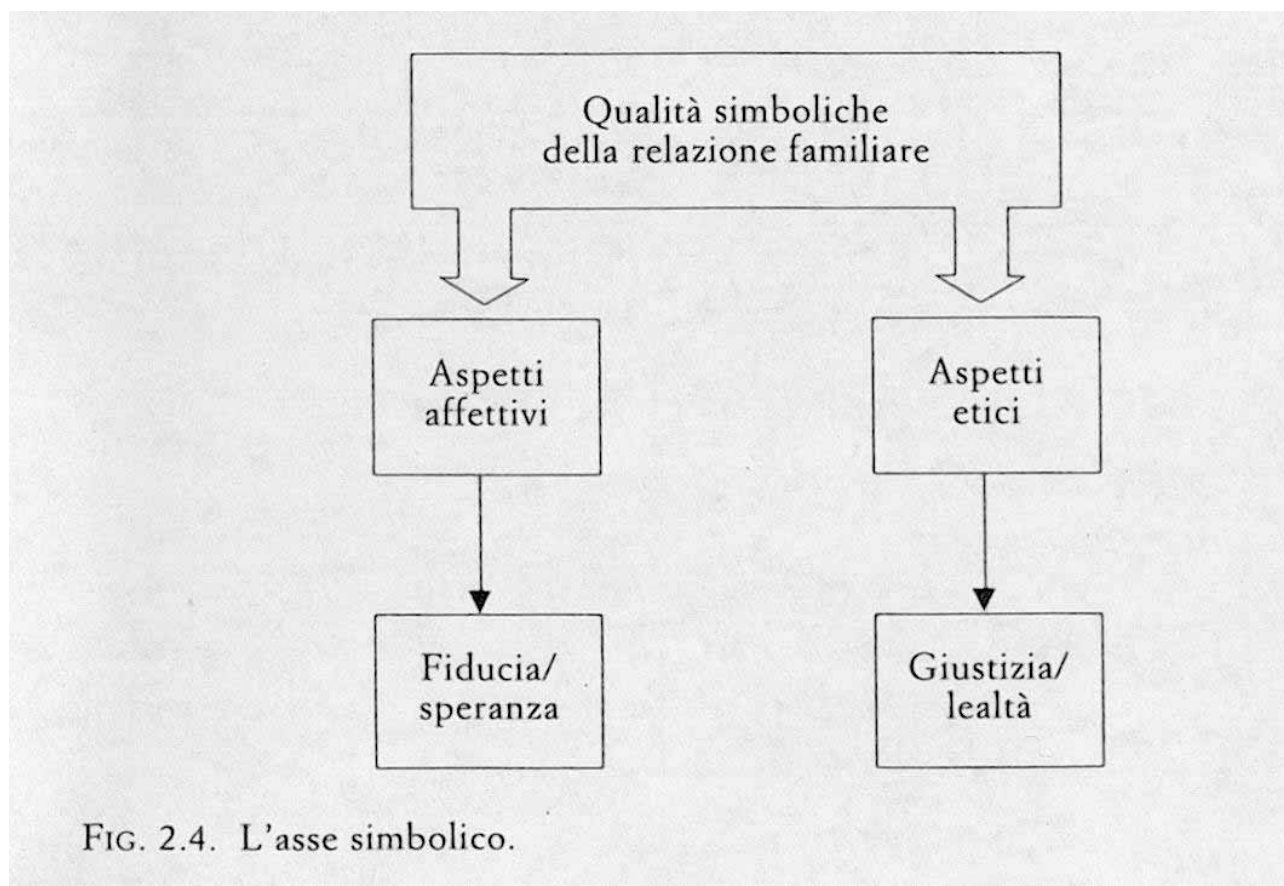 Qualità simboliche
della relazione familiare
Aspetti
affettivi
Aspetti
etici
Fiducia/
speranza
Giustizia/
lealtà
FIG. 2.4. L'asse simbolico.